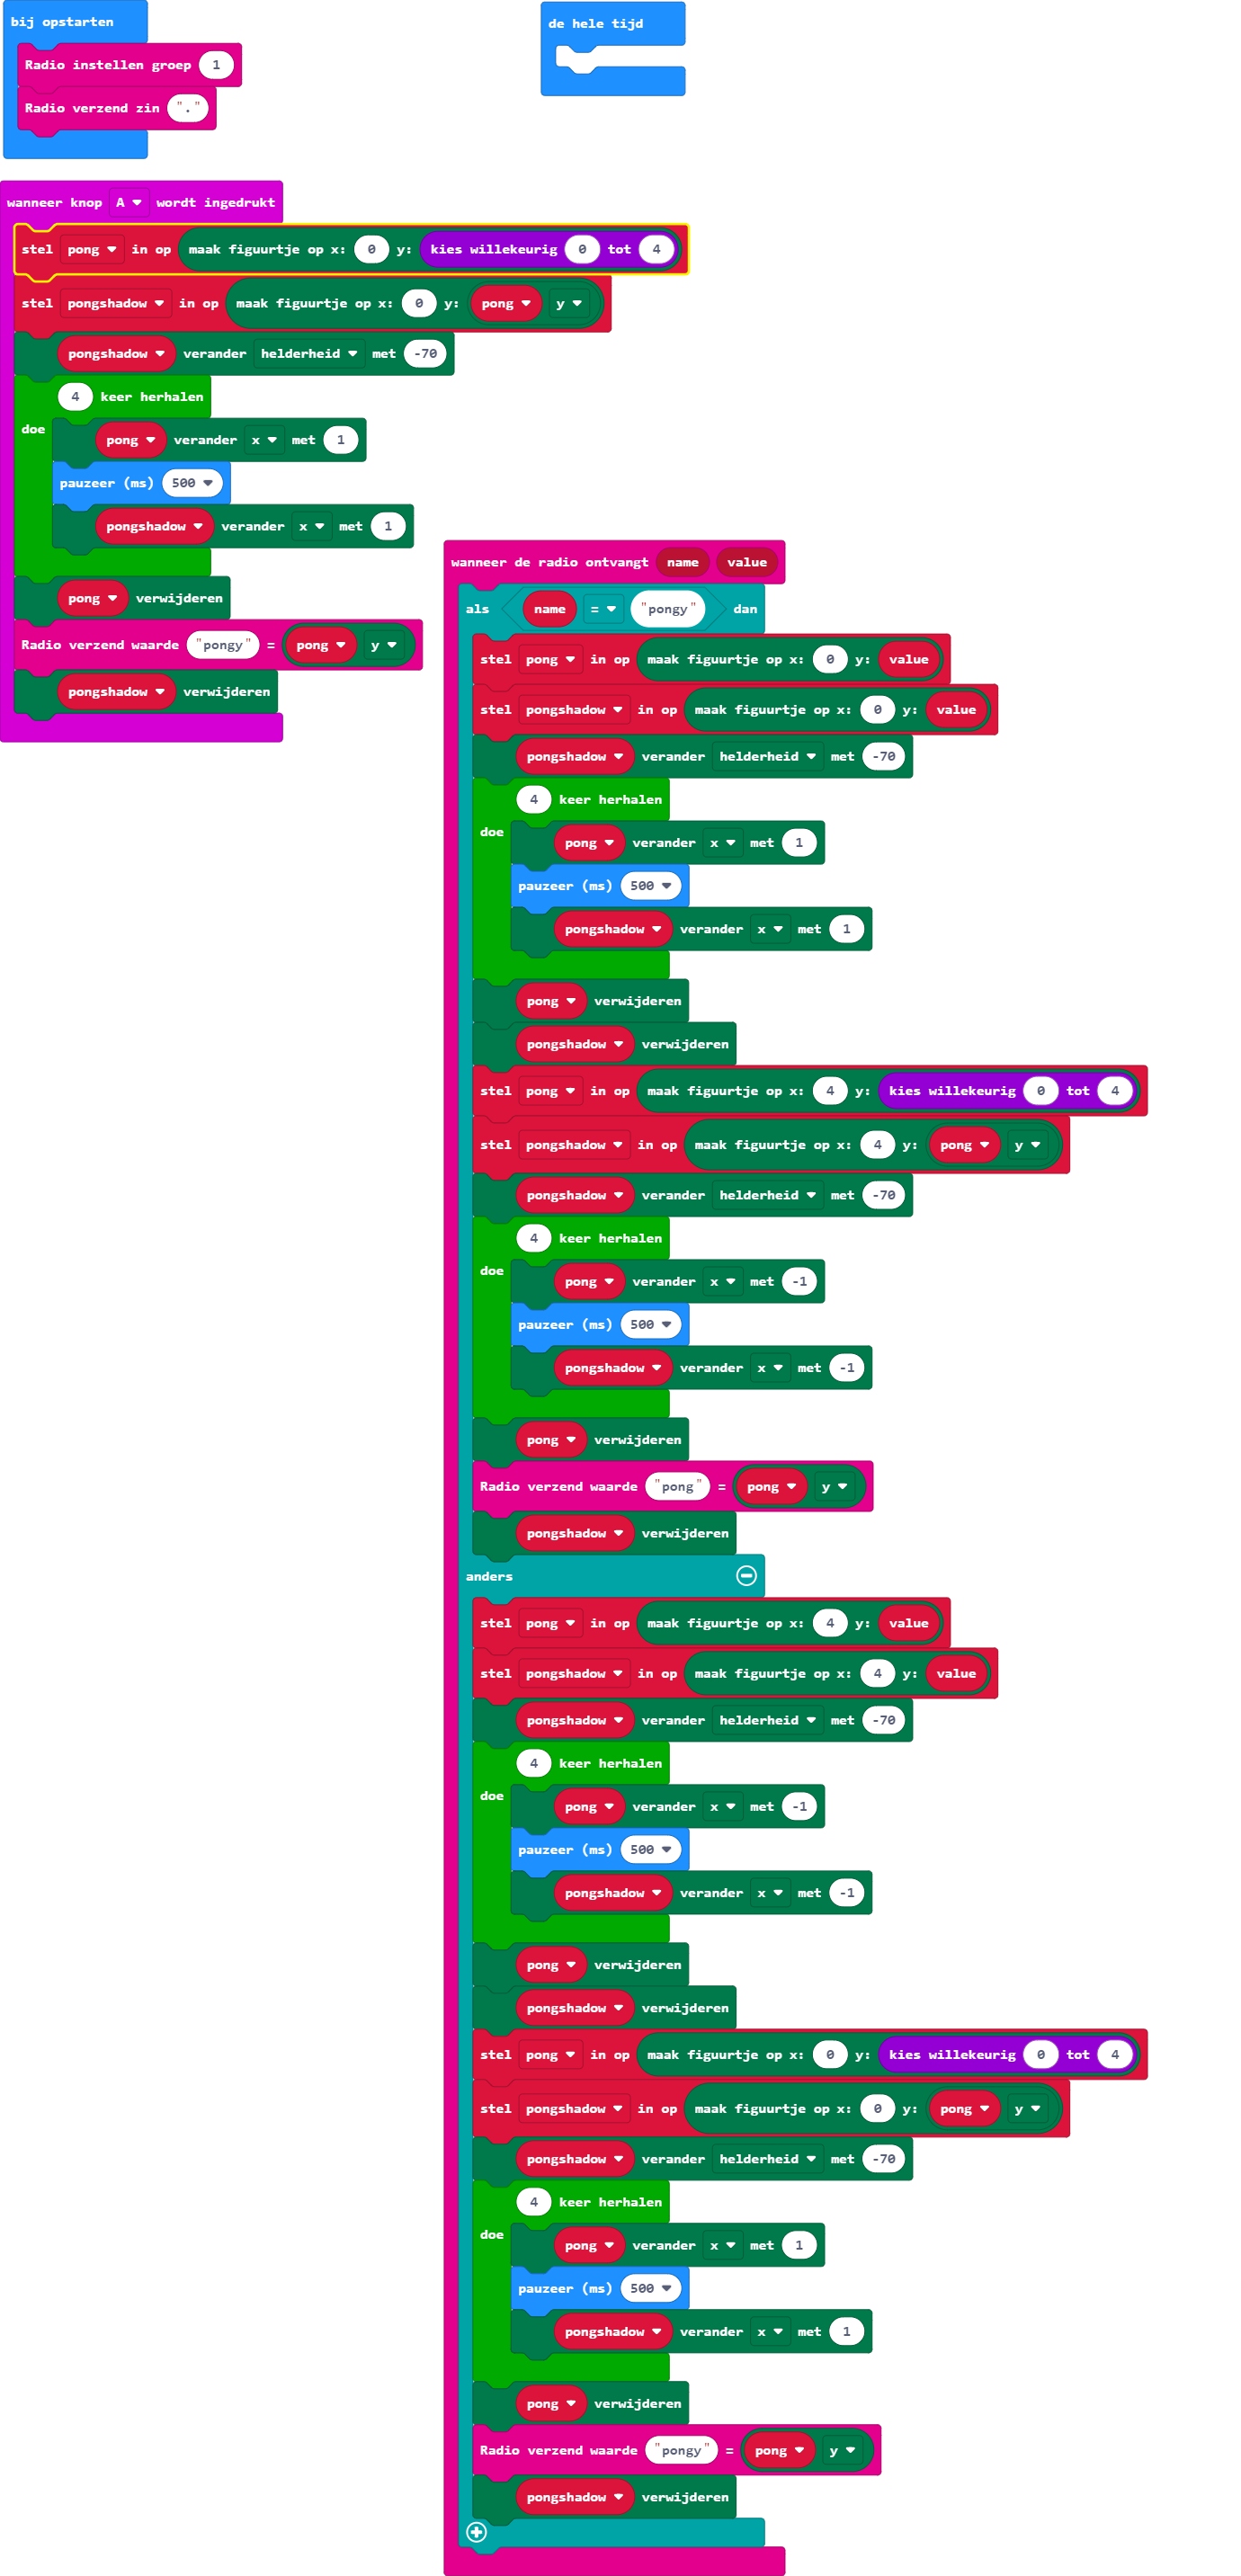 bij opstarten
Radio instellen groep 1
Radio verzend zin "."
de hele tijd
wanneer knop A wordt ingedrukt
stel pong in op maak figuurtje op x: 0 y: kies willekeurig 0 tot 4
stel pongshadow in op maak figuurtje op x: 0 y: pong y
pongshadow verander helderheid met -70
4 keer herhalen
doe
pong verander x met 1
pauzeer (ms) 500
pongshadow verander x met 1
pong verwijderen
Radio verzend waarde "pongy" = pong y
pongshadow verwijderen
wanneer de radio ontvangt name value
als name = "pongy" dan
stel pong in op maak figuurtje op x: 0 y: value
stel pongshadow in op maak figuurtje op x: 0 y: value
pongshadow verander helderheid met -70
4 keer herhalen
doe
pong verander x met 1
pauzeer (ms) 500
pongshadow verander x met 1
pong verwijderen
pongshadow verwijderen
stel pong in op maak figuurtje op x: 4 y: kies willekeurig 0 tot 4
stel pongshadow in op maak figuurtje op x: 4 y: pong y
pongshadow verander helderheid met -70
4 keer herhalen
doe
pong verander x met -1
pauzeer (ms) 500
pongshadow verander x met -1
pong verwijderen
Radio verzend waarde "pong" = pong y
pongshadow verwijderen
anders
stel pong in op maak figuurtje op x: 4 y: value
stel pongshadow in op maak figuurtje op x: 4 y: value
pongshadow verander helderheid met -70
4 keer herhalen
doe
pong verander x met -1
pauzeer (ms) 500
pongshadow verander x met -1
pong verwijderen
pongshadow verwijderen
stel pong in op maak figuurtje op x: 0 y: kies willekeurig 0 tot 4
stel pongshadow in op maak figuurtje op x: 0 y: pong y
pongshadow verander helderheid met -70
4 keer herhalen
doe
pong verander x met 1
pauzeer (ms) 500
pongshadow verander x met 1
pong verwijderen
Radio verzend waarde "pongy" = pong y
pongshadow verwijderen